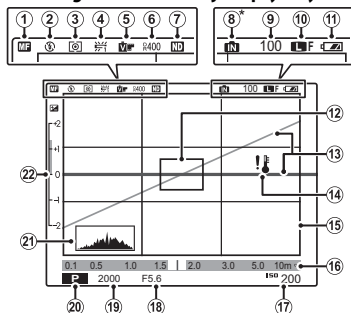 ① ② ③ ④ ⑤ ⑥ ⑦
MF V R400 ND
⑧* ⑨ ⑩ ⑪
IN 100 L F
MF V R400 ND IN 100 L F
+2
+1
0
-1
-2
!
⑫
⑬
⑭
⑮
⑯
㉒
㉑
0.1 0.5 1.0 1.5 2.0 3.0 5.0 10m
P 2000 F5.6 ISO 200
⑳ ⑲ ⑱ ⑰